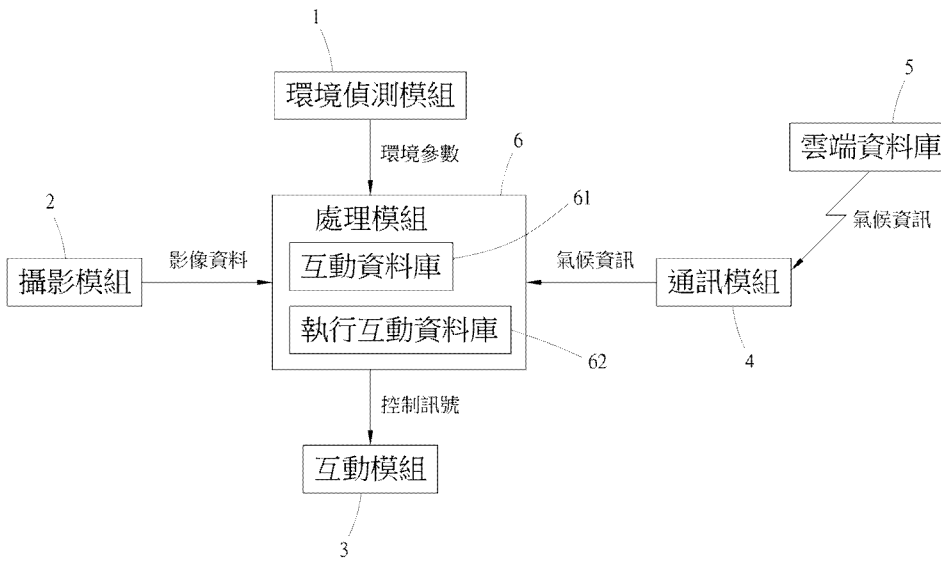 1
環境偵測模組
5
環境參數
6
雲端資料庫
2
處理模組
61
氣候資訊
影像資料
互動資料庫
氣候資訊
攝影模組
通訊模組
執行互動資料庫
62
4
控制訊號
互動模組
3